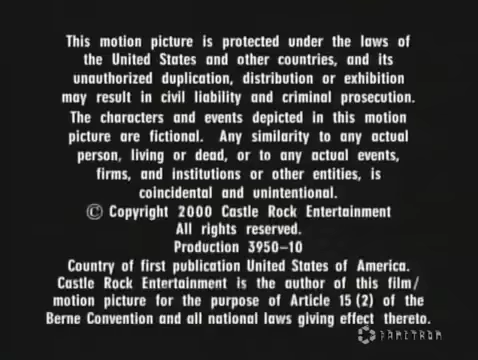 This motion picture is protected under the laws of
the United States and other countries, and its
unauthorized duplication, distribution or exhibition
may result in civil liability and criminal prosecution.
The characters and events depicted in this motion
picture are fictional. Any similarity to any actual
person, living or dead, or to any actual events,
firms, and institutions or other entities, is
coincidental and unintentional.
© Copyright 2000 Castle Rock Entertainment
All rights reserved.
Production 3950–10
Country of first publication United States of America.
Castle Rock Entertainment is the author of this film/
motion picture for the purpose of Article 15 (2) of the
Berne Convention and all national laws giving effect thereto.